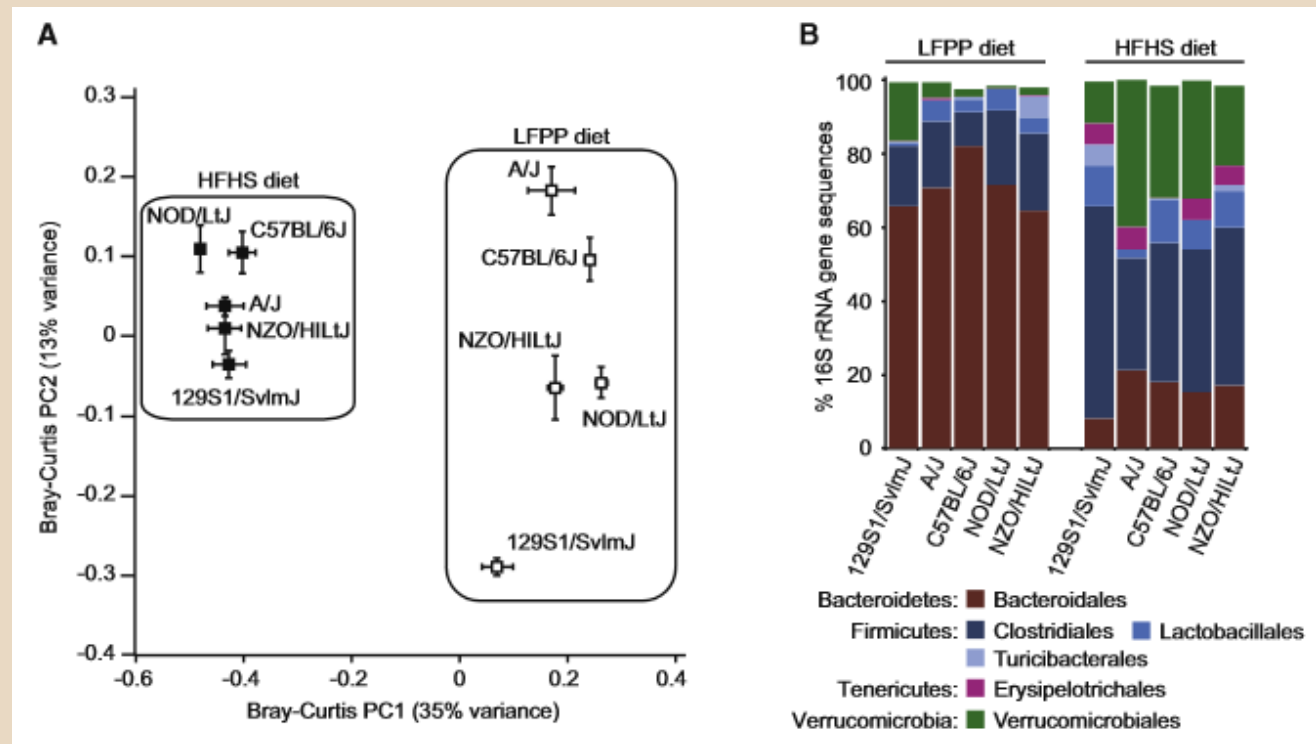 A
0.3
0.2
0.1
0
-0.1
-0.2
-0.3
-0.4
Bray-Curtis PC2 (13% variance)
-0.6
-0.4
-0.2
0
0.2
0.4
Bray-Curtis PC1 (35% variance)
HFHS diet
NOD/LtJ
C57BL/6J
A/J
NZO/HILtJ
129S1/SvImJ
LFPP diet
A/J
C57BL/6J
NZO/HILtJ
NOD/LtJ
129S1/SvImJ
B
LFPP diet
HFHS diet
100
80
60
40
20
0
% 16S rRNA gene sequences
129S1/SvImJ
A/J
C57BL/6J
NOD/LtJ
NZO/HILtJ
129S1/SvImJ
A/J
C57BL/6J
NOD/LtJ
NZO/HILtJ
Bacteroidetes: Bacteroidales
Firmicutes: Clostridiales Lactobacillales
Turicibacterales
Tenericutes: Erysipelotrichales
Verrucomicrobia: Verrucomicrobiales